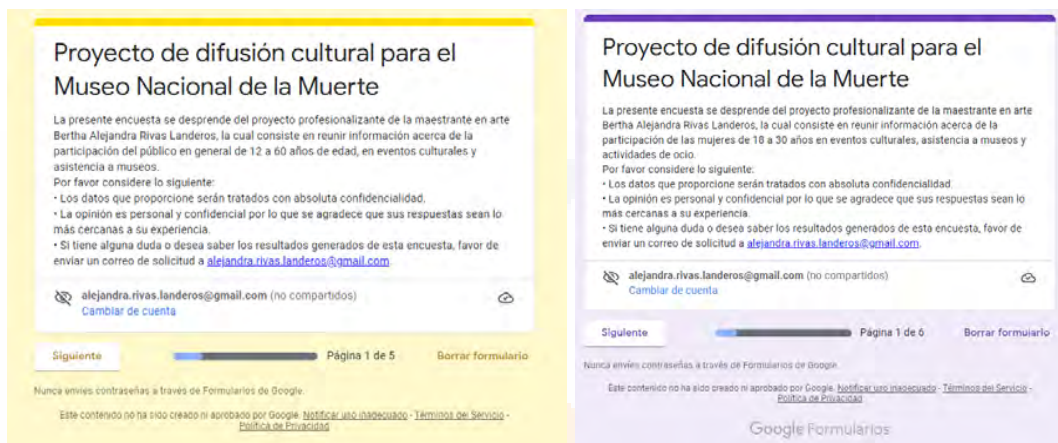 Proyecto de difusión cultural para el
Museo Nacional de la Muerte
La presente encuesta se desprende del proyecto profesionalizante de la maestrante en arte
Bertha Alejandra Rivas Landeros, la cual consiste en reunir información acerca de la
participación del público en general de 12 a 60 años de edad, en eventos culturales y
asistencia a museos.
Por favor considere lo siguiente:
• Los datos que proporcione serán tratados con absoluta confidencialidad.
• La opinión es personal y confidencial por lo que se agradece que sus respuestas sean lo
más cercanas a su experiencia.
• Si tiene alguna duda o desea saber los resultados generados de esta encuesta, favor de
enviar un correo de solicitud a alejandra.rivas.landeros@gmail.com.
alejandra.rivas.landeros@gmail.com (no compartidos)
Cambiar de cuenta
Siguiente
Página 1 de 5
Borrar formulario
Nunca envíes contraseñas a través de Formularios de Google.
Este contenido no ha sido creado ni aprobado por Google. Notificar uso inadecuado - Términos del Servicio -
Política de Privacidad
Proyecto de difusión cultural para el
Museo Nacional de la Muerte
La presente encuesta se desprende del proyecto profesionalizante de la maestrante en arte
Bertha Alejandra Rivas Landeros, la cual consiste en reunir información acerca de la
participación de las mujeres de 18 a 30 años en eventos culturales, asistencia a museos y
actividades de ocio.
Por favor considere lo siguiente:
• Los datos que proporcione serán tratados con absoluta confidencialidad.
• La opinión es personal y confidencial por lo que se agradece que sus respuestas sean lo
más cercanas a su experiencia.
• Si tiene alguna duda o desea saber los resultados generados de esta encuesta, favor de
enviar un correo de solicitud a alejandra.rivas.landeros@gmail.com.
alejandra.rivas.landeros@gmail.com (no compartidos)
Cambiar de cuenta
Siguiente
Página 1 de 6
Borrar formulario
Nunca envíes contraseñas a través de Formularios de Google.
Este contenido no ha sido creado ni aprobado por Google. Notificar uso inadecuado - Términos del Servicio -
Política de Privacidad
Google Formularios